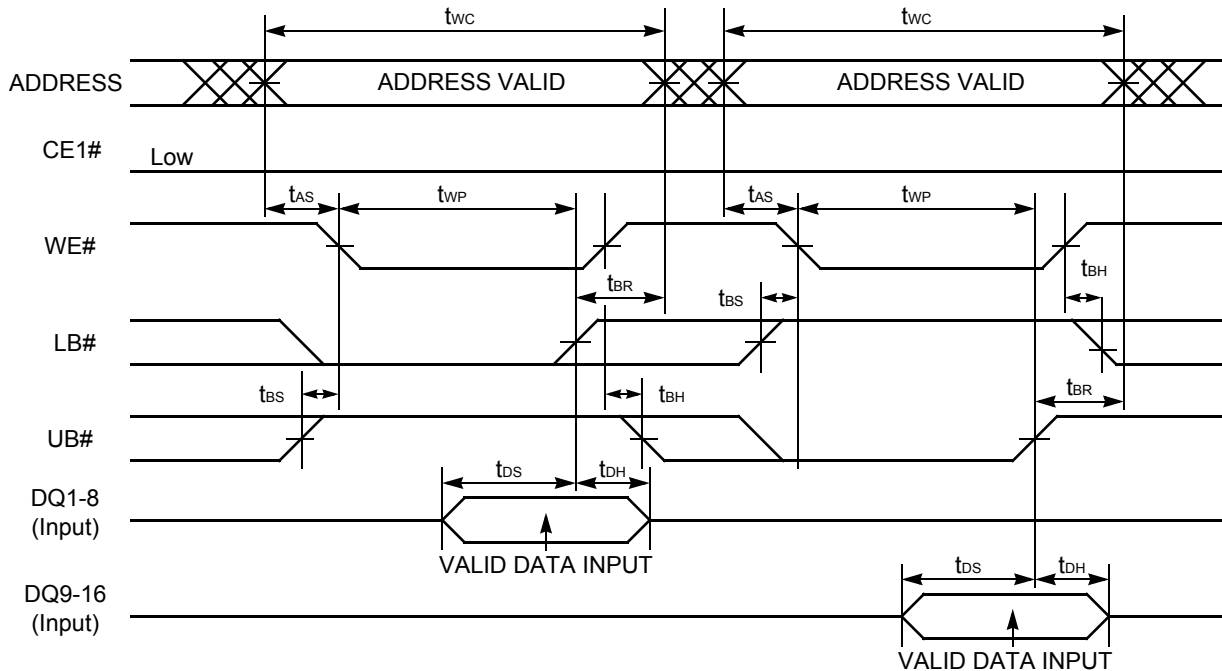 tWC tWC
ADDRESS ADDRESS VALID ADDRESS VALID
CE1# Low
tAS tWP tAS tWP
WE#
tBR tBS tBH
LB#
tBS tBH tBR
UB#
tDS tDH
DQ1-8
(Input)
VALID DATA INPUT
tDS tDH
DQ9-16
(Input)
VALID DATA INPUT